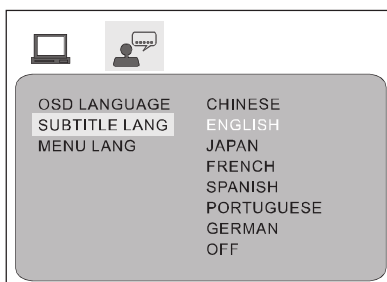 OSD LANGUAGE CHINESE
SUBTITLE LANG ENGLISH
MENU LANG JAPAN
FRENCH
SPANISH
PORTUGUESE
GERMAN
OFF